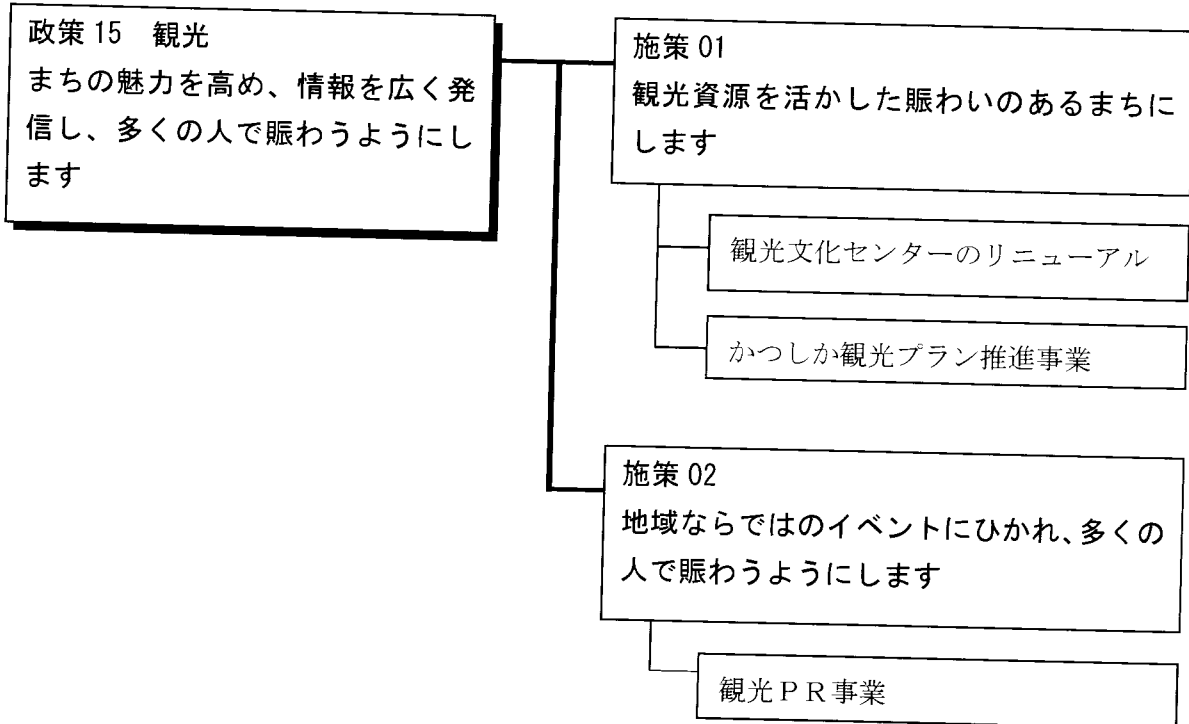 政策 15　観光
まちの魅力を高め、情報を広く発
信し、多くの人で賑わうようにし
ます
施策 01
観光資源を活かした賑わいのあるまちに
します
観光文化センターのリニューアル
かつしか観光プラン推進事業
施策 02
地域ならではのイベントにひかれ、多くの
人で賑わうようにします
観光ＰＲ事業